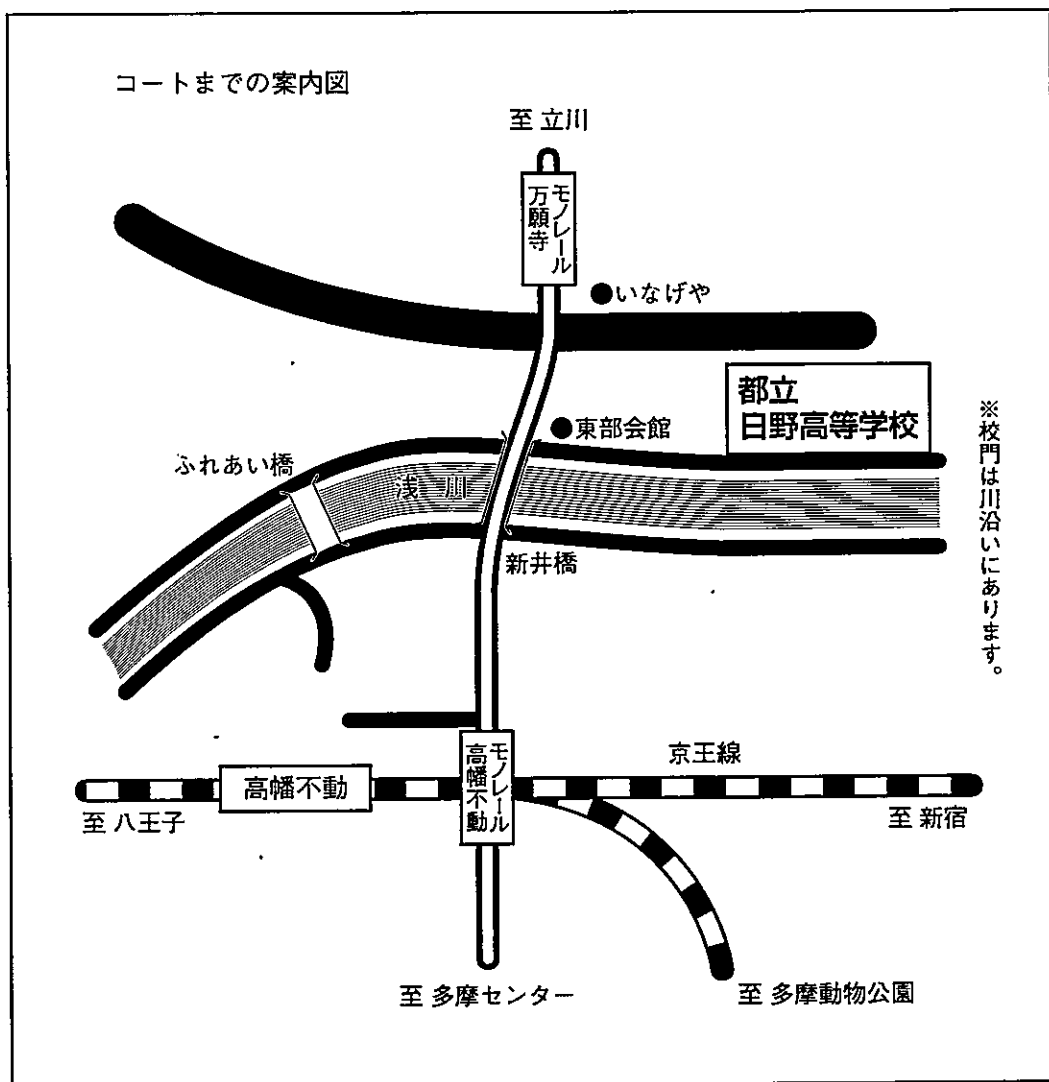 コートまでの案内図
至 立川
モノレール
万願寺
●いなげや
都立
日野高等学校
●東部会館
ふれあい橋
浅 川
新井橋
※校門は川沿いにあります。
モノレール
高幡不動
京王線
高幡不動
至 八王子
至 新宿
至 多摩センター
至 多摩動物公園